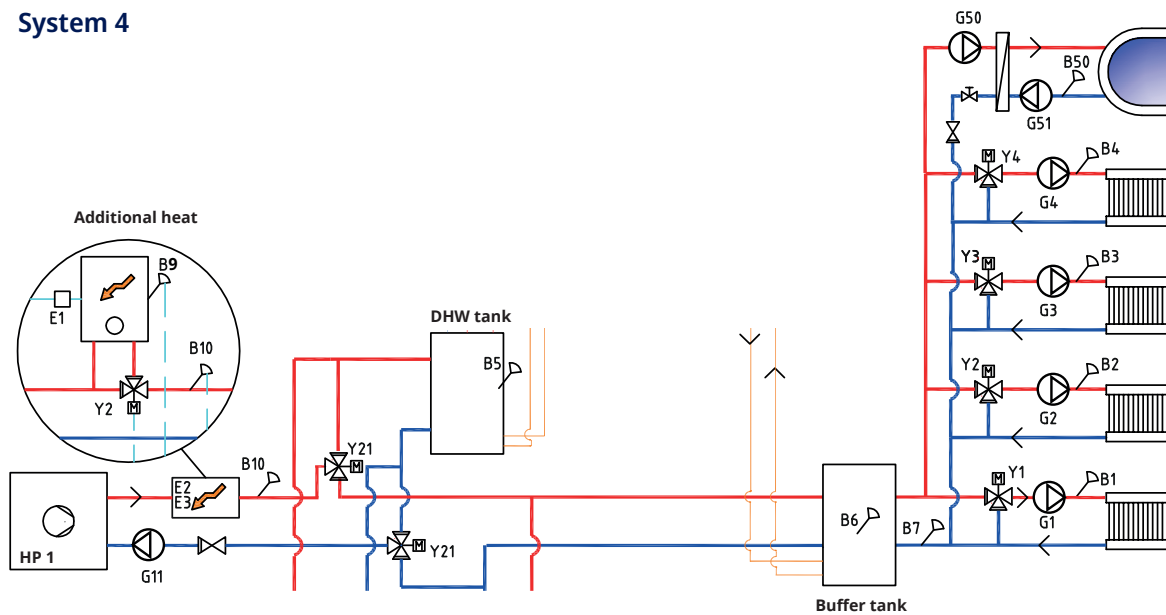 System 4
G50
B50
G51
Y4
B4
G4
Additional heat
B9
Y3
B3
E1
G3
DHW tank
B10
B5
Y2
B2
Y2
M
G2
Y21
M
B10
Y1
B1
E2
E3
G1
B6
B7
HP 1
G11
M
Y21
Buffer tank
M
M
M
M